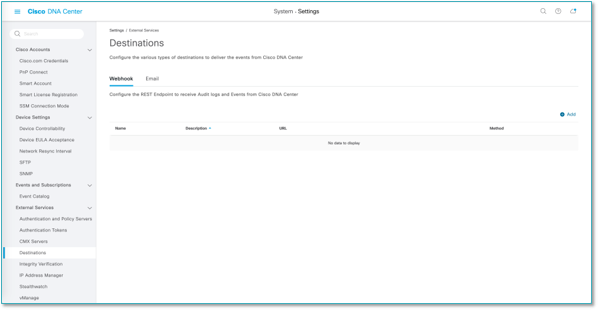 Cisco DNA Center
System · Settings
Search
Cisco Accounts
Cisco.com Credentials
PnP Connect
Smart Account
Smart License Registration
SSM Connection Mode
Device Settings
Device Controllability
Device EULA Acceptance
Network Resync Interval
SFTP
SNMP
Events and Subscriptions
Event Catalog
External Services
Authentication and Policy Servers
Authentication Tokens
CMX Servers
Destinations
Integrity Verification
IP Address Manager
Stealthwatch
vManage
Settings / External Services
Destinations
Configure the various types of destinations to deliver the events from Cisco DNA Center
Webhook Email
Configure the REST Endpoint to receive Audit logs and Events from Cisco DNA Center
Add
Name Description URL Method
No data to display